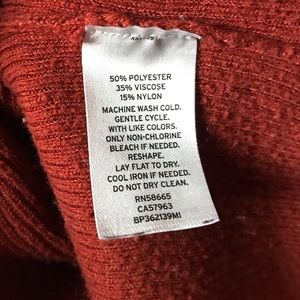 50% POLYESTER
35% VISCOSE
15% NYLON
MACHINE WASH COLD.
GENTLE CYCLE.
WITH LIKE COLORS.
ONLY NON-CHLORINE
BLEACH IF NEEDED.
RESHAPE.
LAY FLAT TO DRY.
COOL IRON IF NEEDED.
DO NOT DRY CLEAN.
RN58665
CA57963
BP362139MI